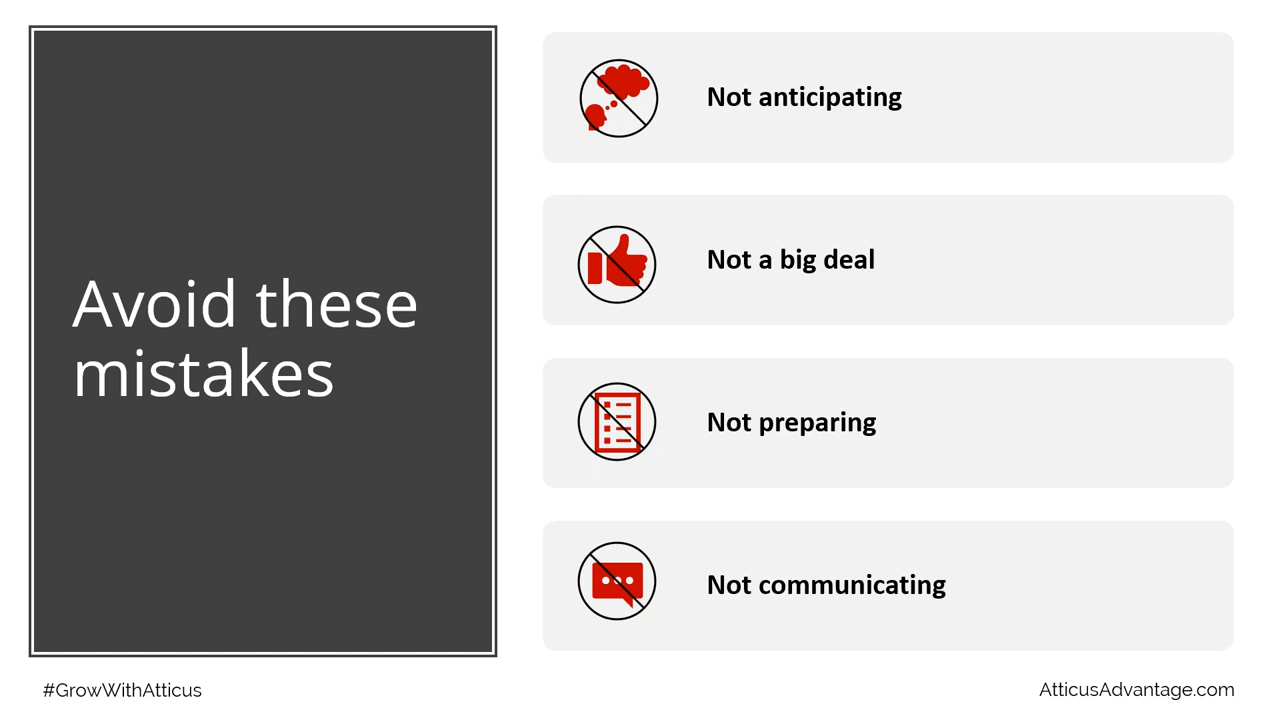 Avoid these
mistakes
Not anticipating
Not a big deal
Not preparing
Not communicating
#GrowWithAtticus
AtticusAdvantage.com